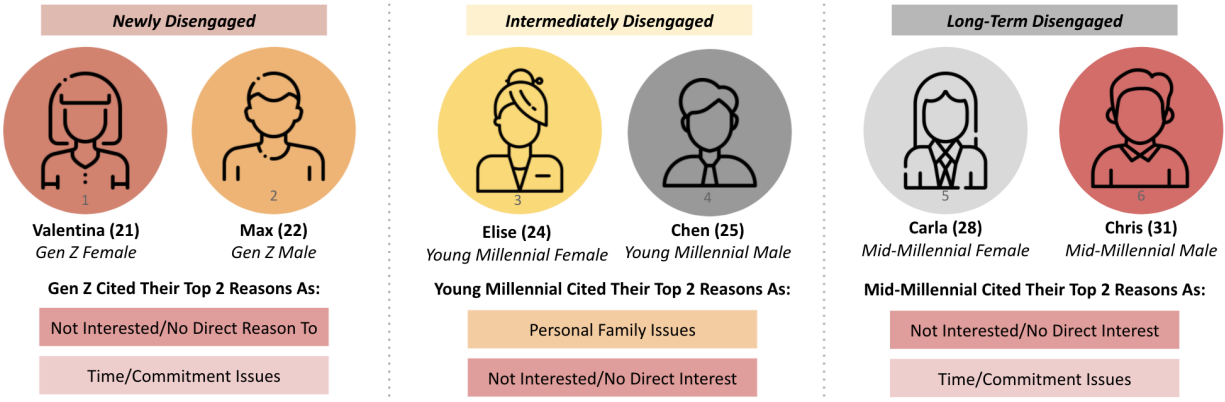 Newly Disengaged
Intermediately Disengaged
Long-Term Disengaged
1
2
3
4
5
6
Valentina (21)
Gen Z Female
Max (22)
Gen Z Male
Elise (24)
Young Millennial Female
Chen (25)
Young Millennial Male
Carla (28)
Mid-Millennial Female
Chris (31)
Mid-Millennial Male
Gen Z Cited Their Top 2 Reasons As:
Not Interested/No Direct Reason To
Time/Commitment Issues
Young Millennial Cited Their Top 2 Reasons As:
Personal Family Issues
Not Interested/No Direct Interest
Mid-Millennial Cited Their Top 2 Reasons As:
Not Interested/No Direct Interest
Time/Commitment Issues